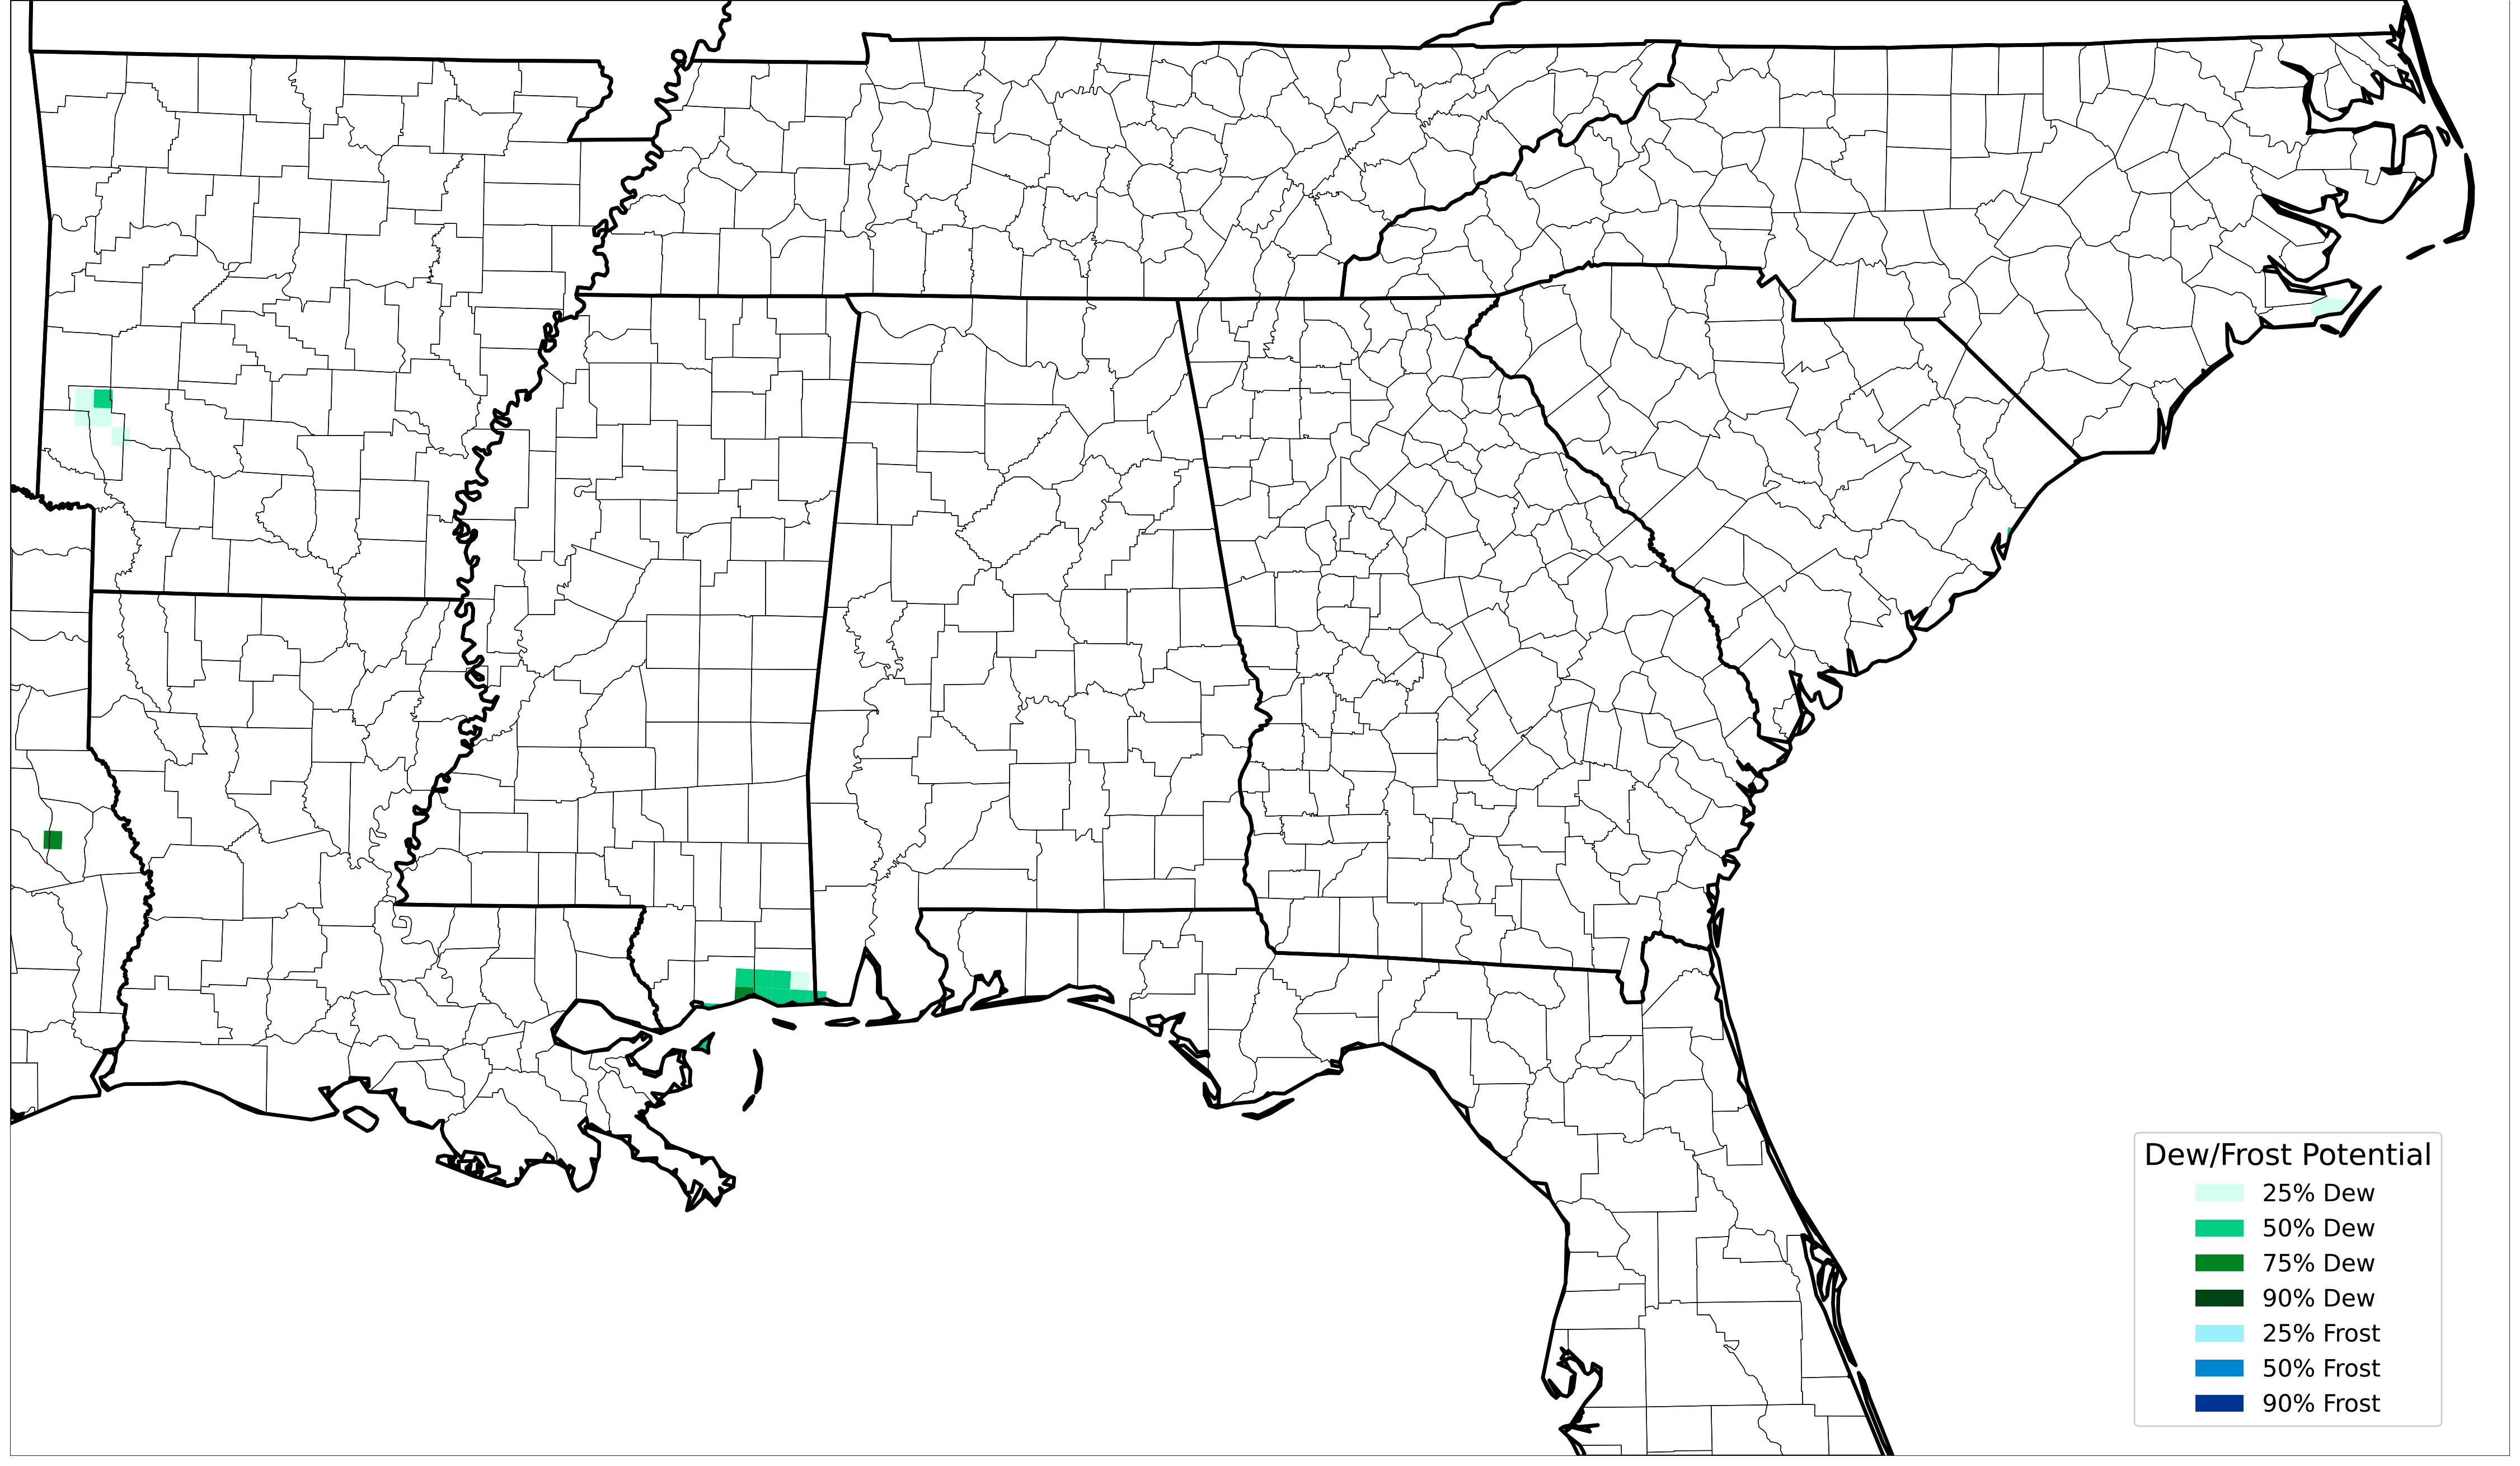 Dew/Frost Potential
25% Dew
50% Dew
75% Dew
90% Dew
25% Frost
50% Frost
90% Frost